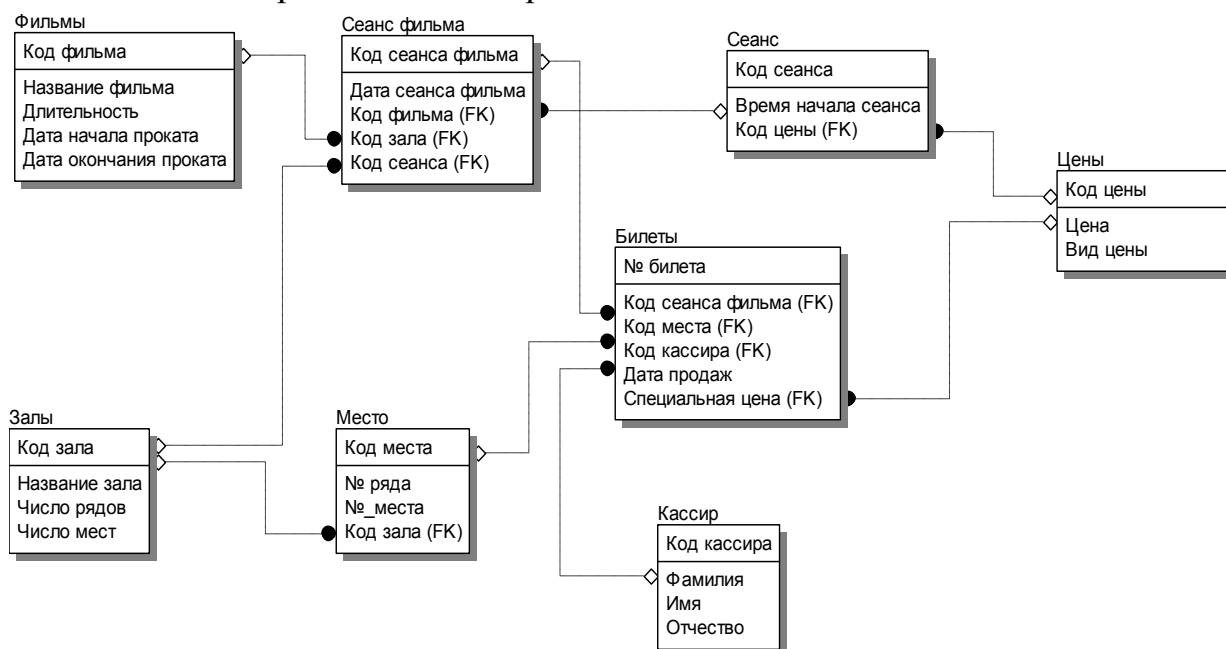 Фильмы
Код фильма
Название фильма
Длительность
Дата начала проката
Дата окончания проката
Сеанс фильма
Код сеанса фильма
Дата сеанса фильма
Код фильма (FK)
Код зала (FK)
Код сеанса (FK)
Сеанс
Код сеанса
Время начала сеанса
Код цены (FK)
Цены
Код цены
Цена
Вид цены
Билеты
№ билета
Код сеанса фильма (FK)
Код места (FK)
Код кассира (FK)
Дата продаж
Специальная цена (FK)
Залы
Код зала
Название зала
Число рядов
Число мест
Место
Код места
№ ряда
№_места
Код зала (FK)
Кассир
Код кассира
Фамилия
Имя
Отчество